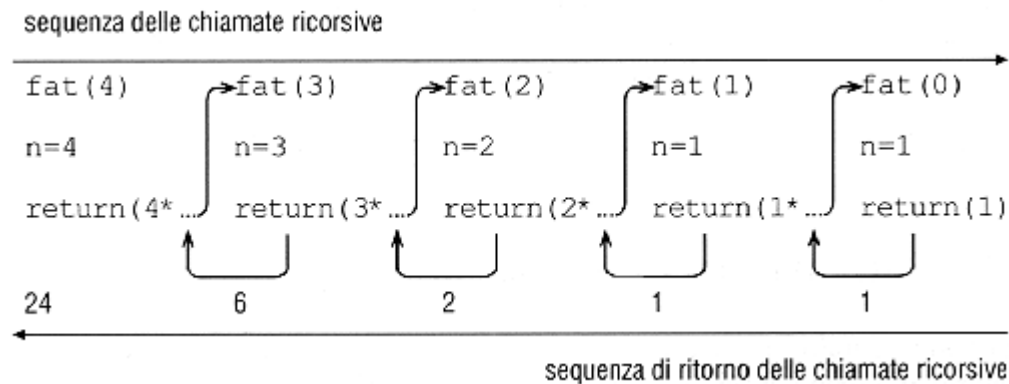 sequenza delle chiamate ricorsive
fat(4) fat(3) fat(2) fat(1) fat(0)
n=4 n=3 n=2 n=1 n=1
return(4*... return(3*... return(2*... return(1*... return(1)
24 6 2 1 1
sequenza di ritorno delle chiamate ricorsive